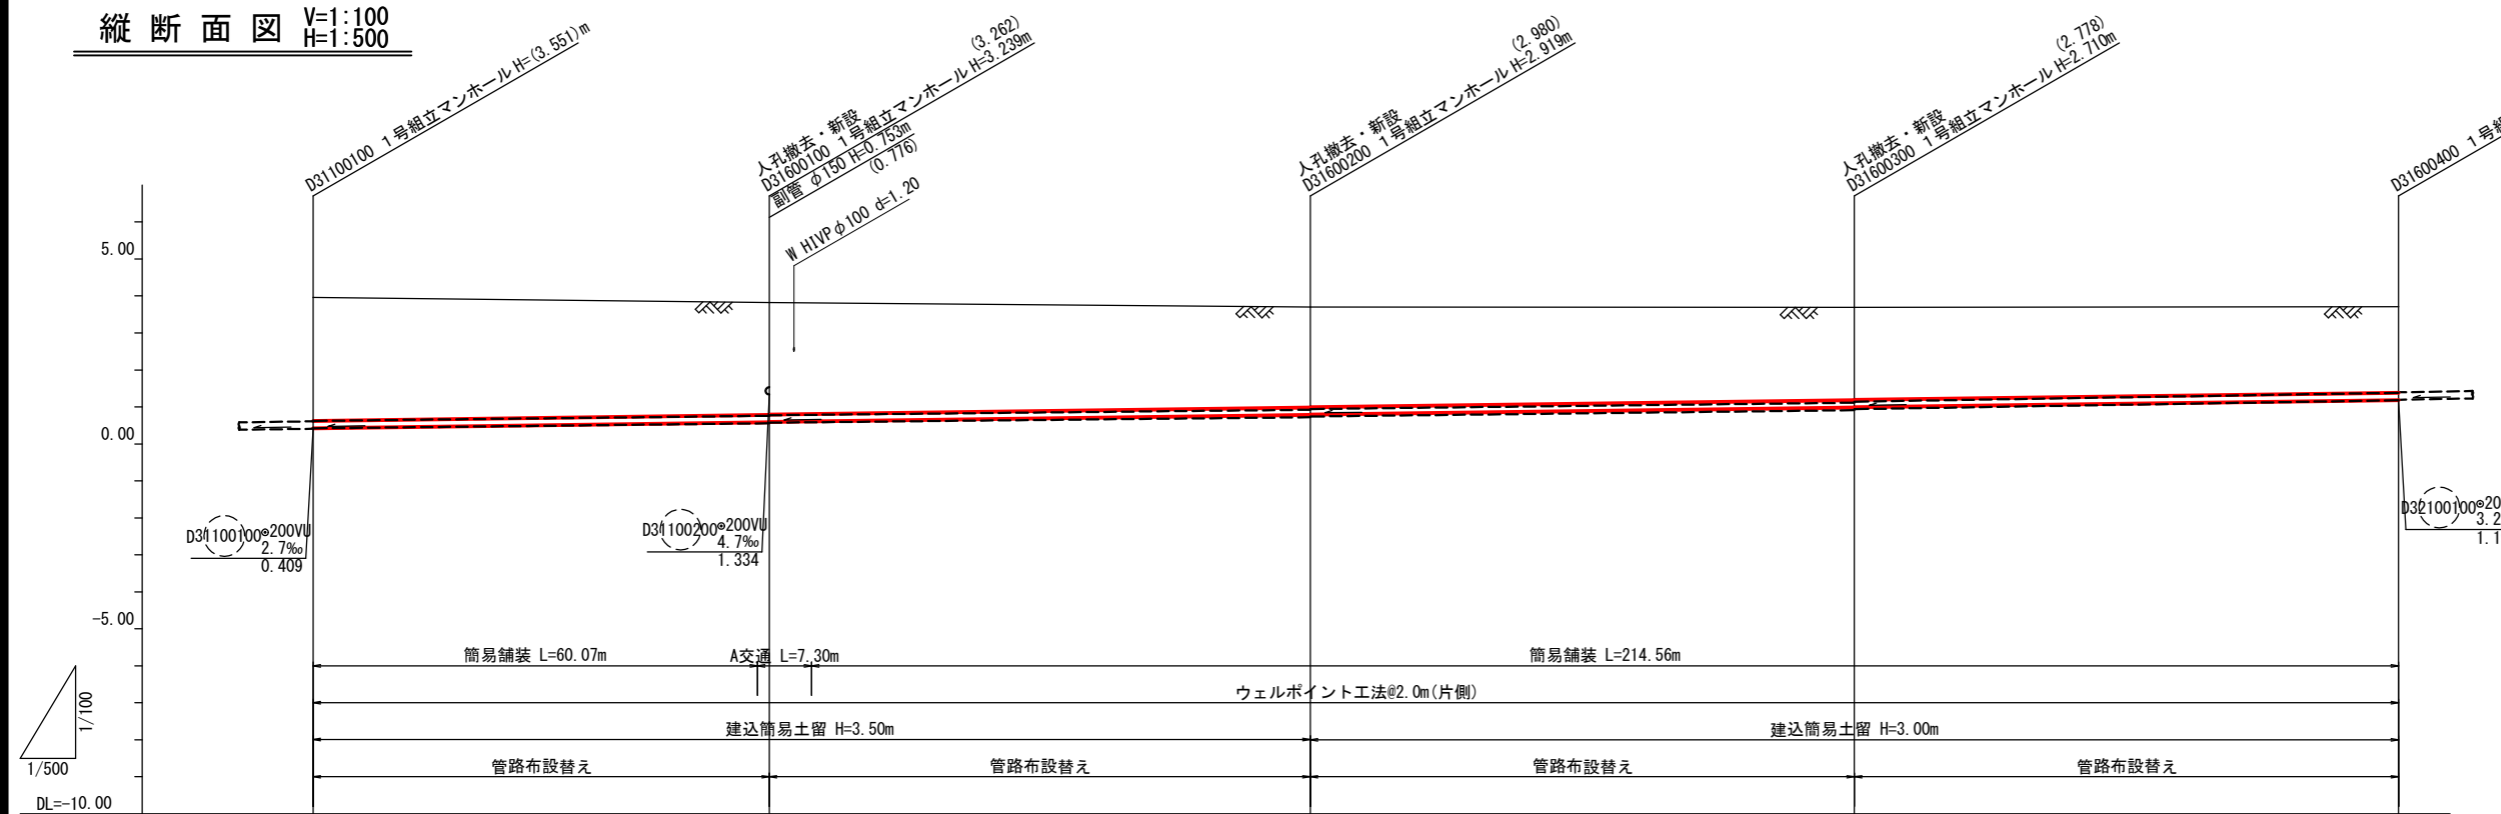 縦断面図 V=1:100
H=1:500
D31100100 1号組立マンホール H=(3.551)m
人孔撤去・新設
(3.262)
D31600100 1号組立マンホール H=3.239m
副管 φ150 H=0.753m
(0.776)
W HIVPφ100 d=1.20
人孔撤去・新設
(2.980)
D31600200 1号組立マンホール H=2.919m
人孔撤去・新設
(2.778)
D31600300 1号組立マンホール H=2.710m
D31600400 1号組
5.00
0.00
-5.00
DL=-10.00
D31100100 ⊙200VU
2.7‰
0.409
D31100200 ⊙200VU
4.7‰
1.334
D32100100 ⊙20
3.2
1.1
簡易舗装 L=60.07m
A交通 L=7.30m
簡易舗装 L=214.56m
ウェルポイント工法@2.0m(片側)
建込簡易土留 H=3.50m
建込簡易土留 H=3.00m
管路布設替え
管路布設替え
管路布設替え
管路布設替え
1/100
1/500